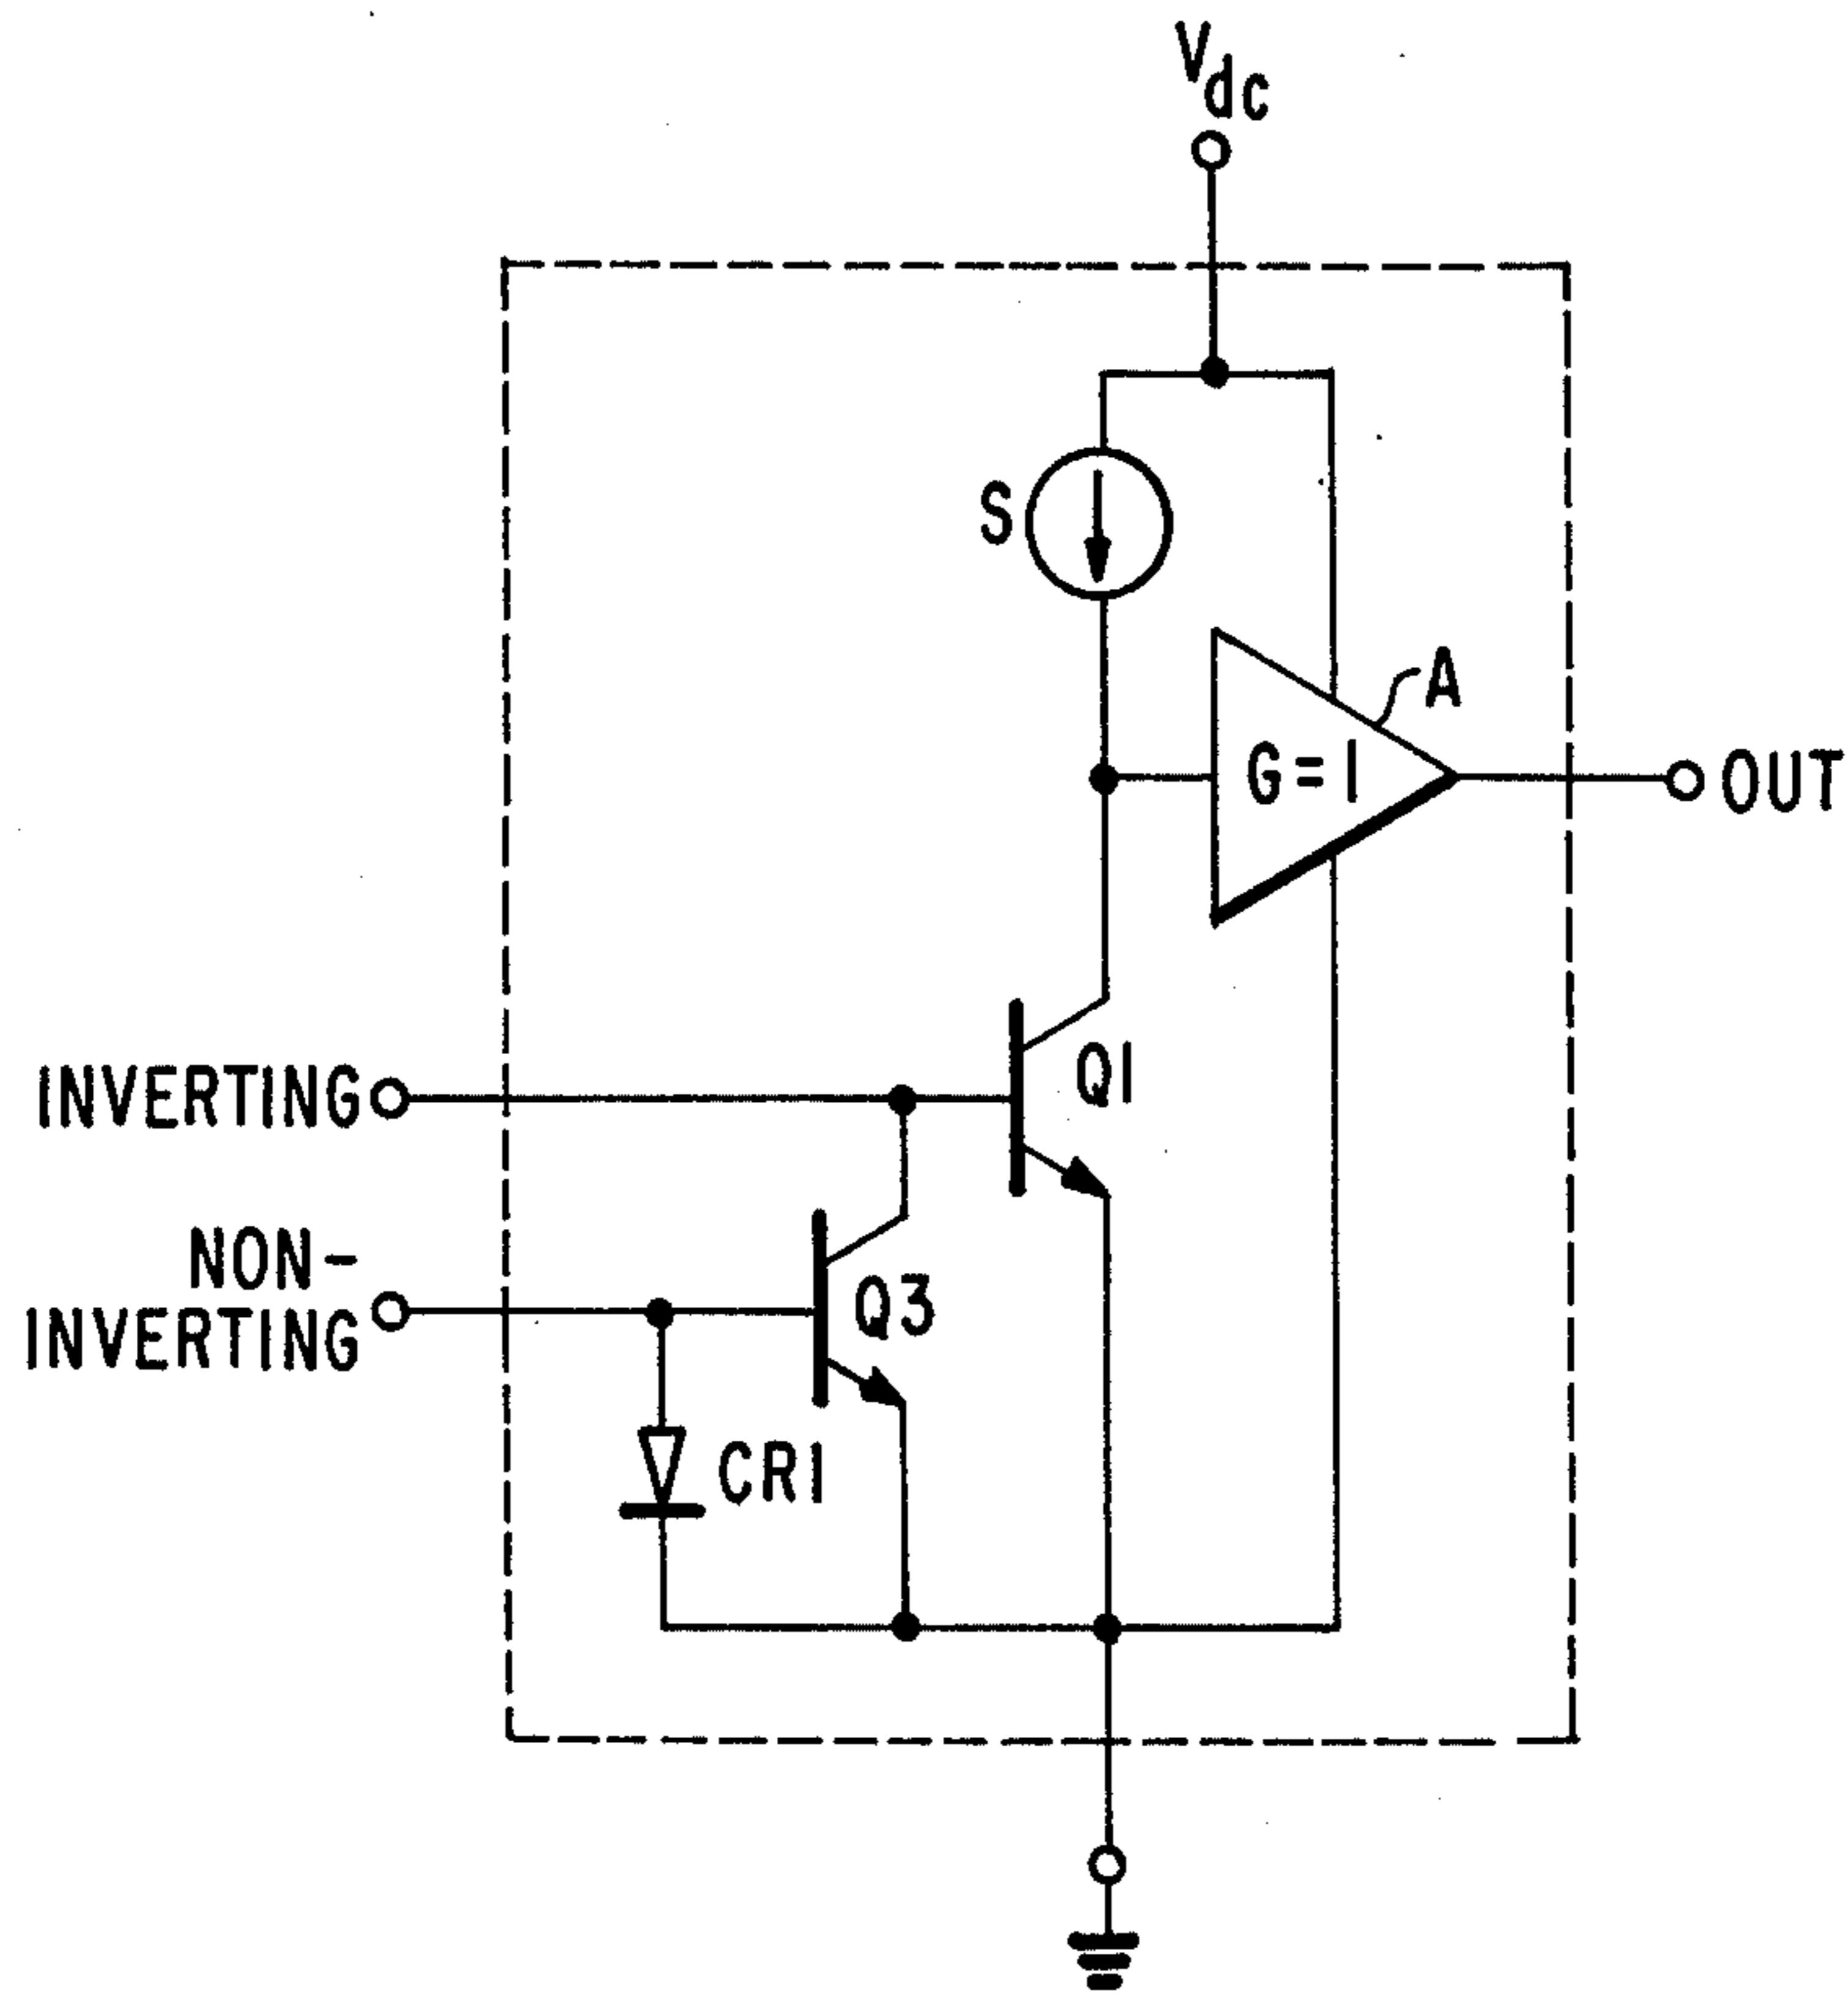 Vdc
S
A
G=1
OUT
INVERTING
Q1
NON-
INVERTING
Q3
CR1